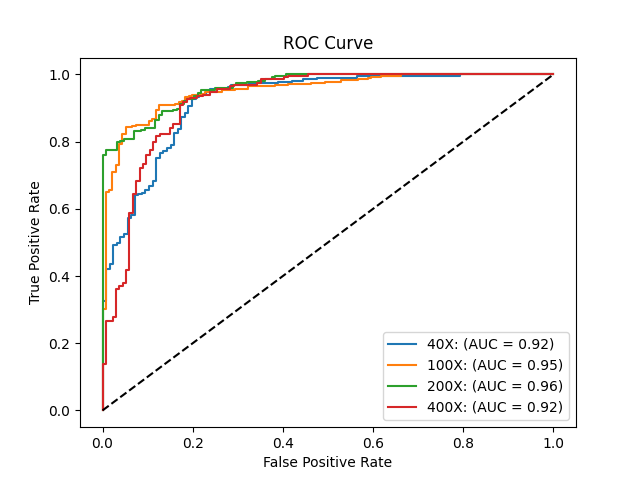 ROC Curve
True Positive Rate
1.0
0.8
0.6
0.4
0.2
0.0
0.0 0.2 0.4 0.6 0.8 1.0
False Positive Rate
40X: (AUC = 0.92)
100X: (AUC = 0.95)
200X: (AUC = 0.96)
400X: (AUC = 0.92)